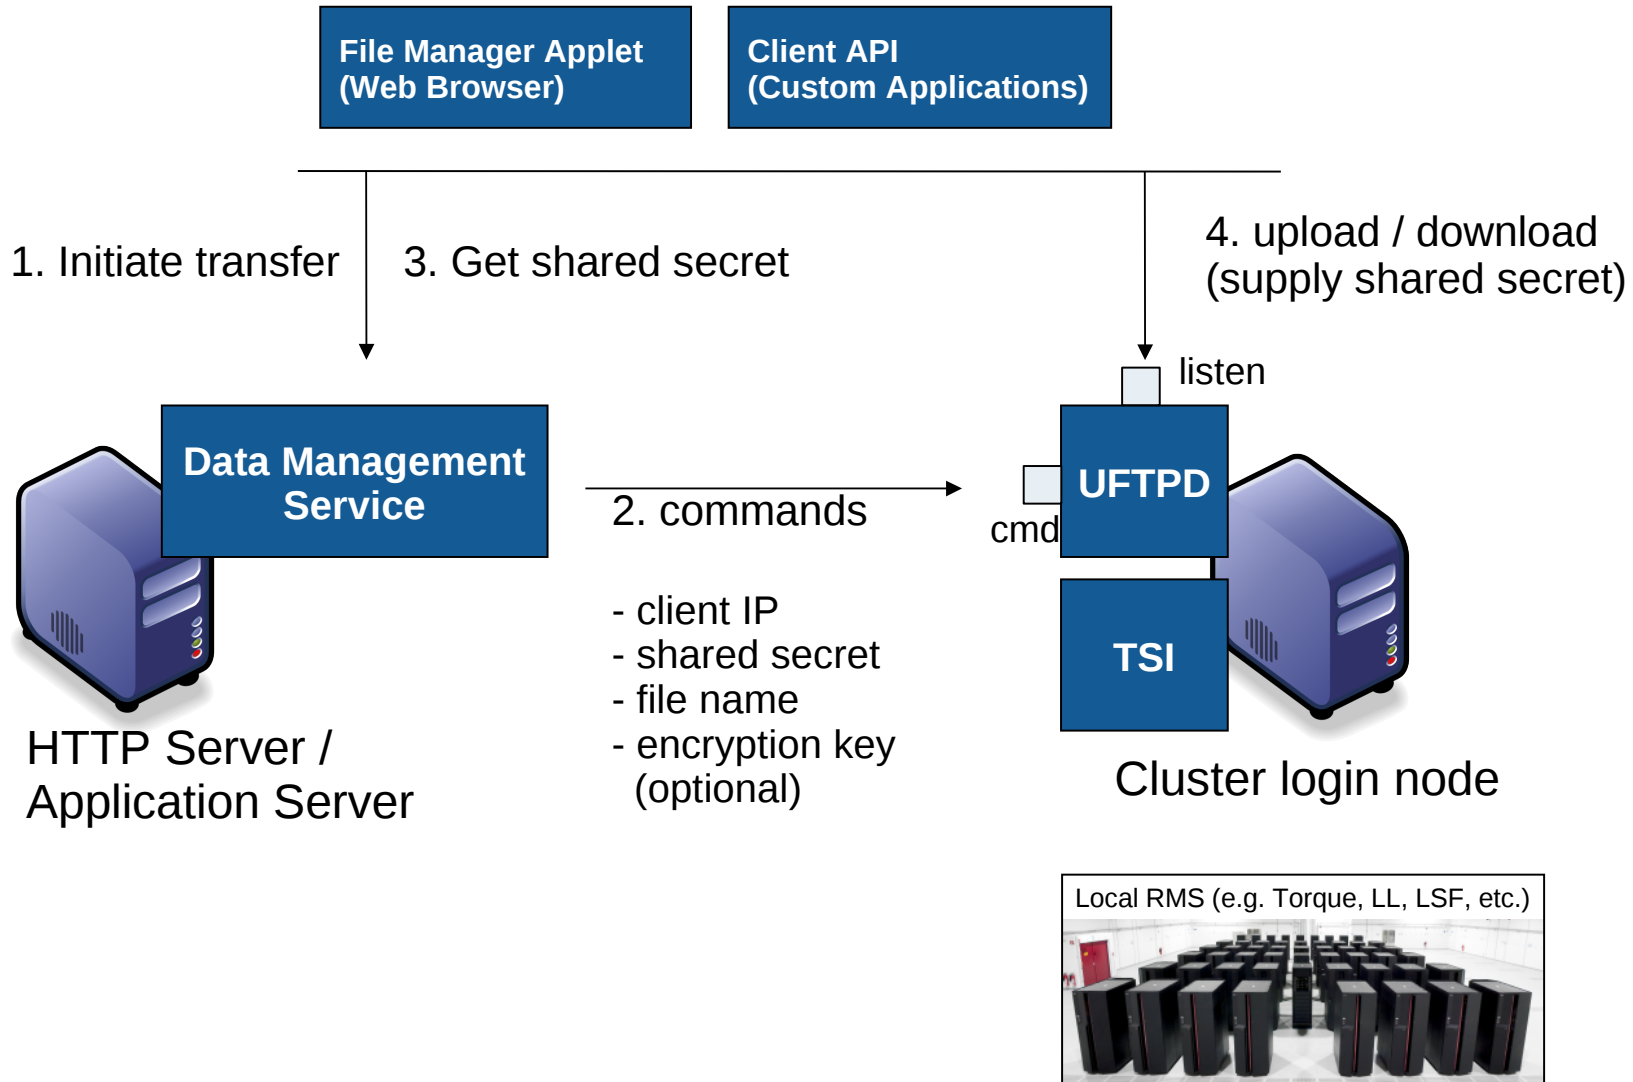 File Manager Applet
(Web Browser)
Client API
(Custom Applications)
1. Initiate transfer
3. Get shared secret
4. upload / download
(supply shared secret)
listen
Data Management
Service
2. commands
cmd
UFTPD
- client IP
- shared secret
- file name
- encryption key
(optional)
TSI
HTTP Server /
Application Server
Cluster login node
Local RMS (e.g. Torque, LL, LSF, etc.)